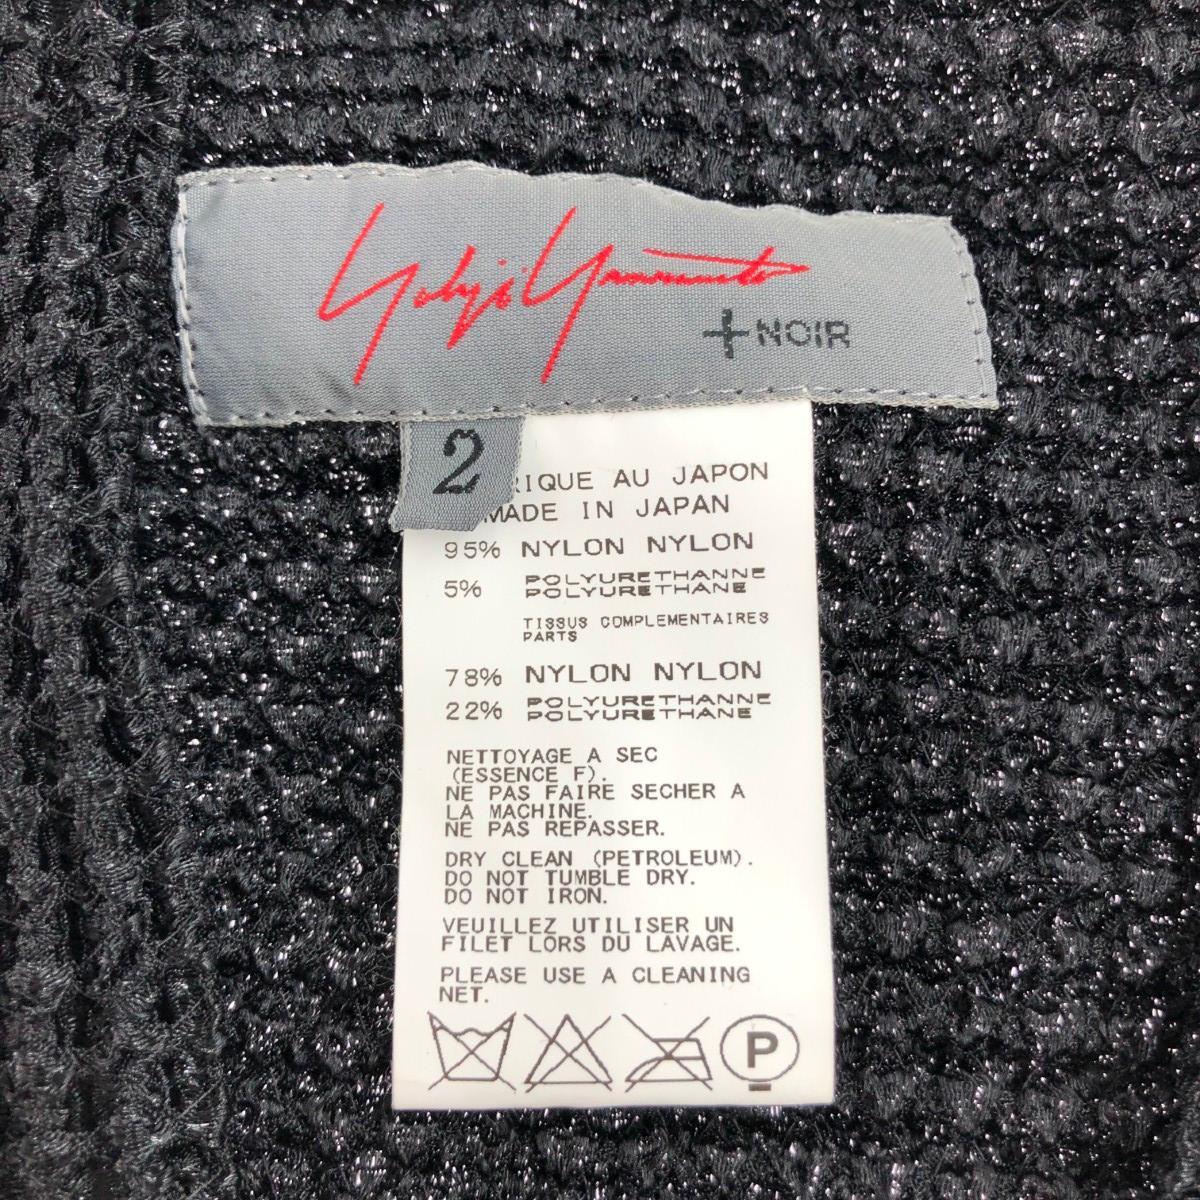 Yohji Yamamoto
+NOIR
2
RIQUE AU JAPON
MADE IN JAPAN
95% NYLON NYLON
5% POLYURETHANNE
POLYURETHANE
TISSUS COMPLEMENTAIRES
PARTS
78% NYLON NYLON
22% POLYURETHANNE
POLYURETHANE
NETTOYAGE A SEC
(ESSENCE F).
NE PAS FAIRE SECHER A
LA MACHINE.
NE PAS REPASSER.
DRY CLEAN (PETROLEUM).
DO NOT TUMBLE DRY.
DO NOT IRON.
VEUILLEZ UTILISER UN
FILET LORS DU LAVAGE.
PLEASE USE A CLEANING
NET.
P